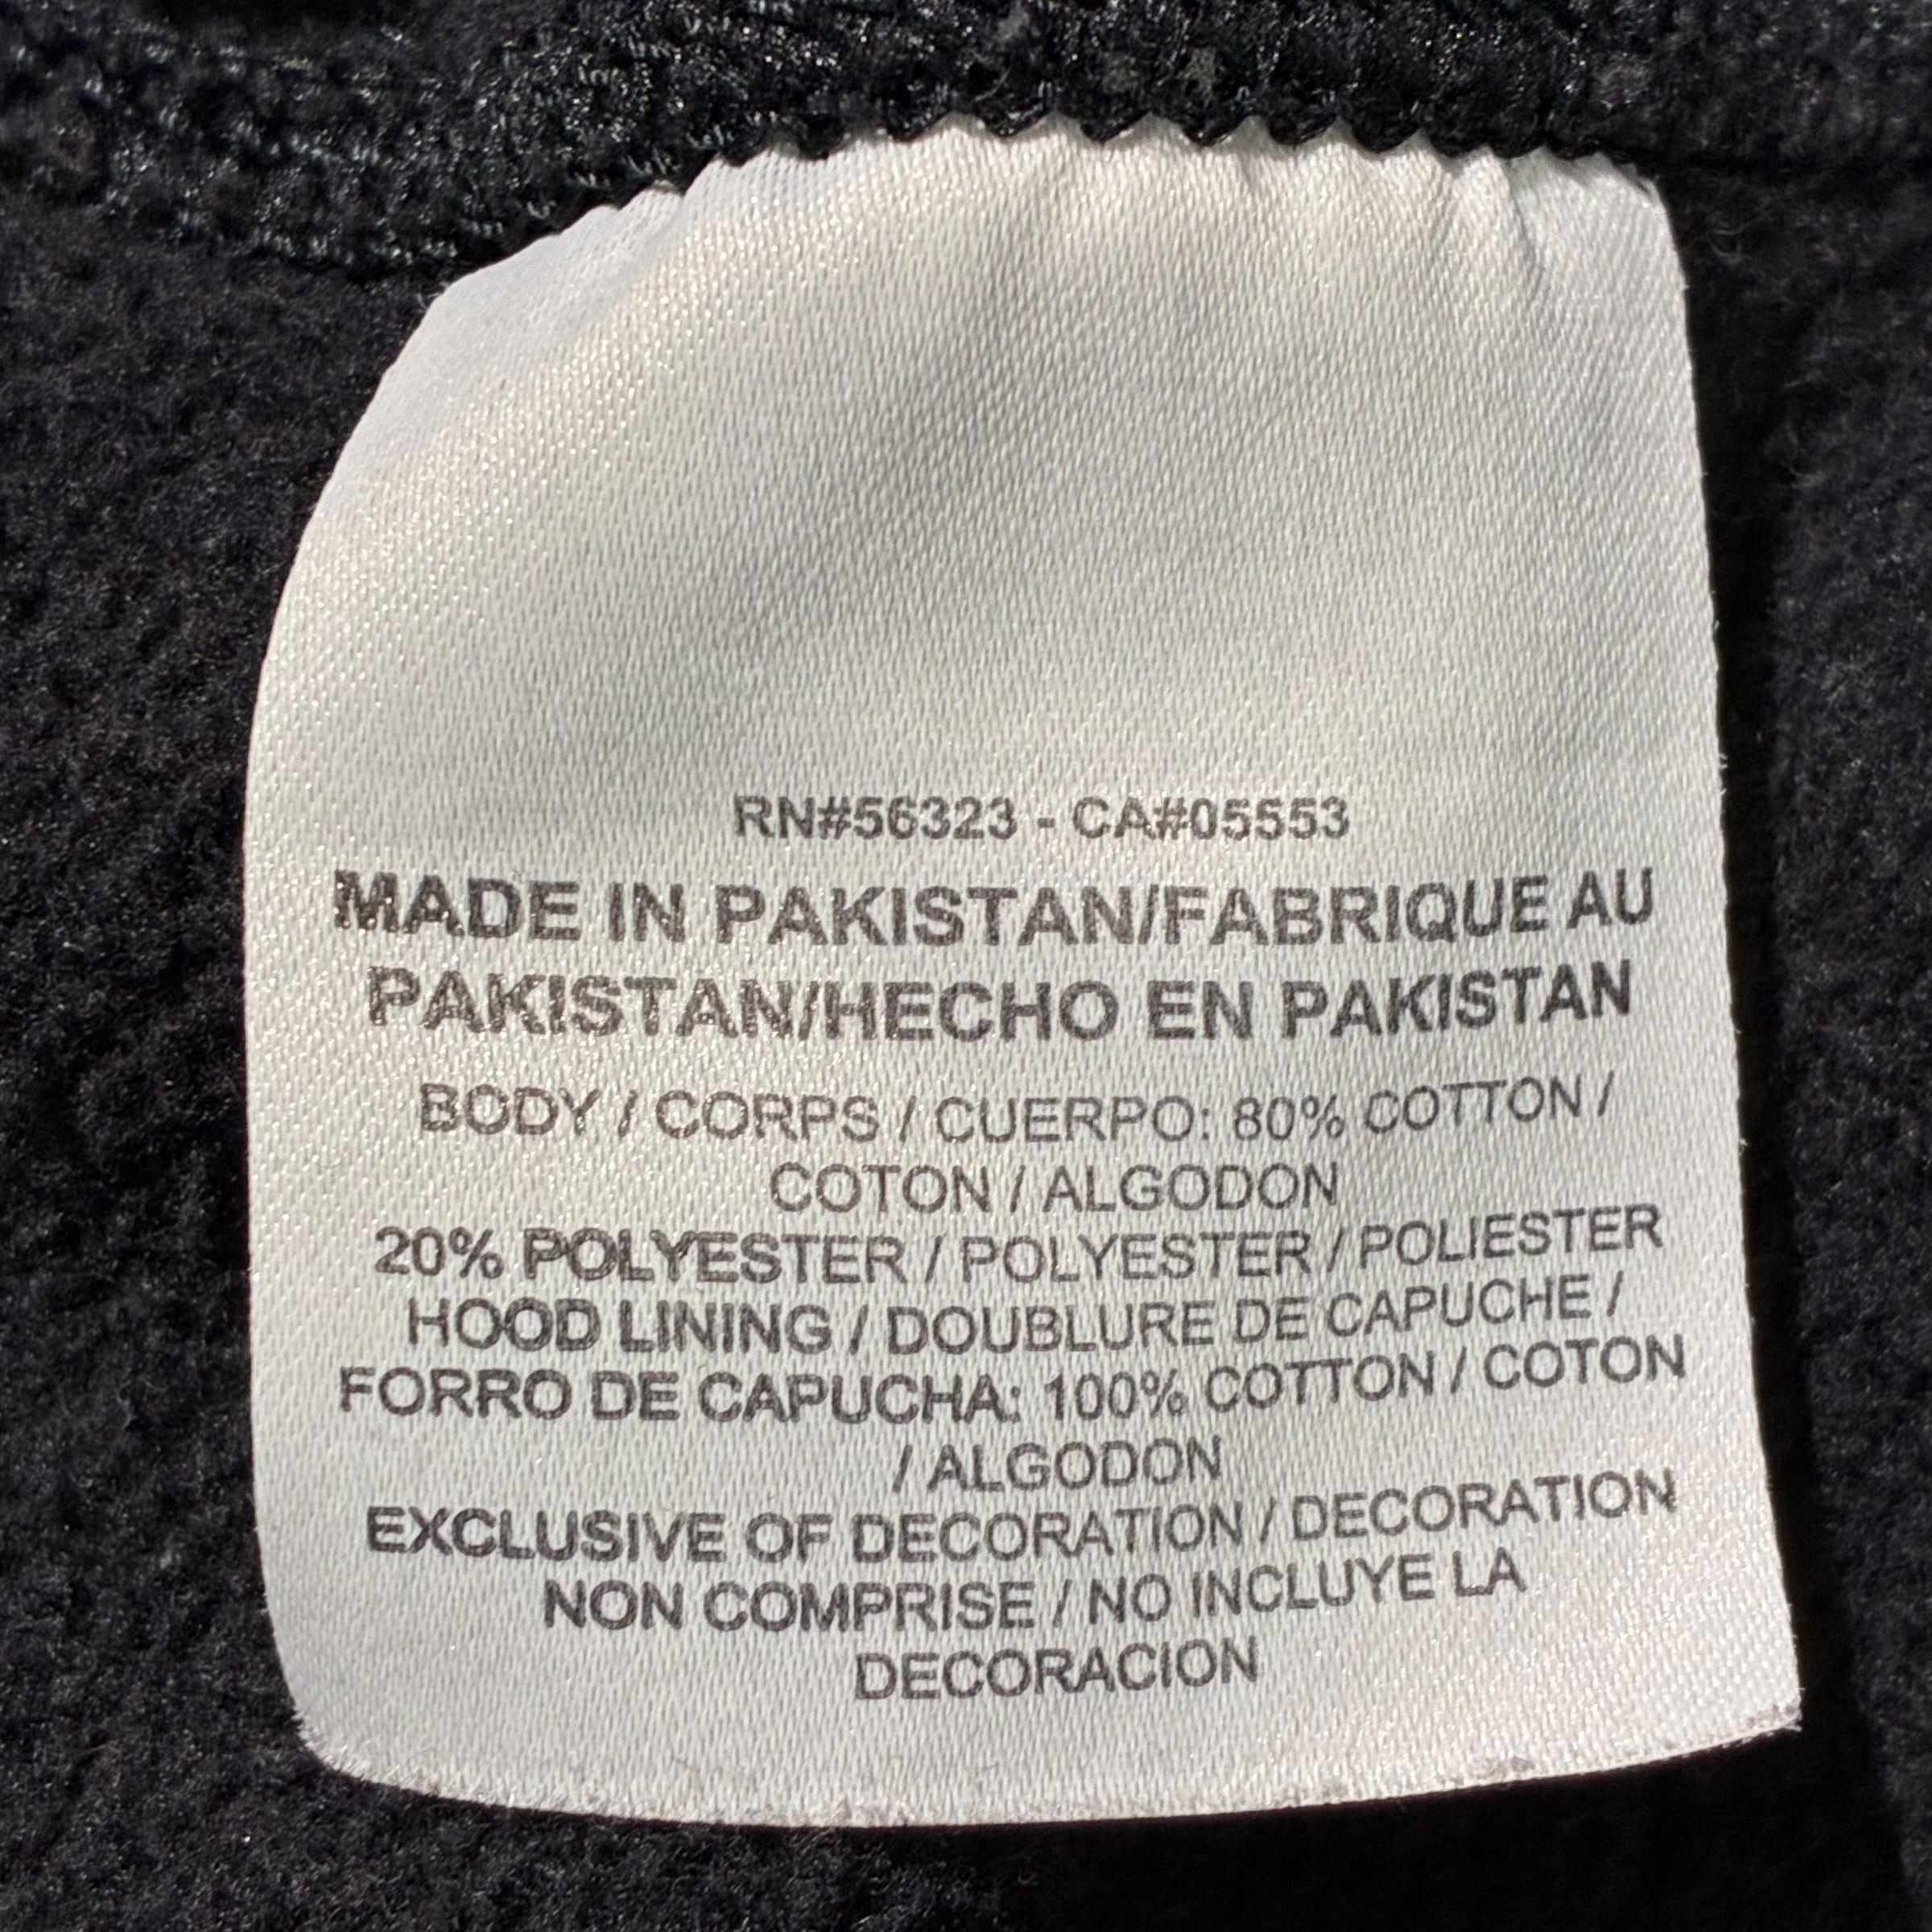 RN#56323 - CA#05553
MADE IN PAKISTAN/FABRIQUE AU
PAKISTAN/HECHO EN PAKISTAN
BODY / CORPS / CUERPO: 80% COTTON /
COTON / ALGODON
20% POLYESTER / POLYESTER / POLIESTER
HOOD LINING / DOUBLURE DE CAPUCHE /
FORRO DE CAPUCHA: 100% COTTON / COTON
/ ALGODON
EXCLUSIVE OF DECORATION / DECORATION
NON COMPRISE / NO INCLUYE LA
DECORACION